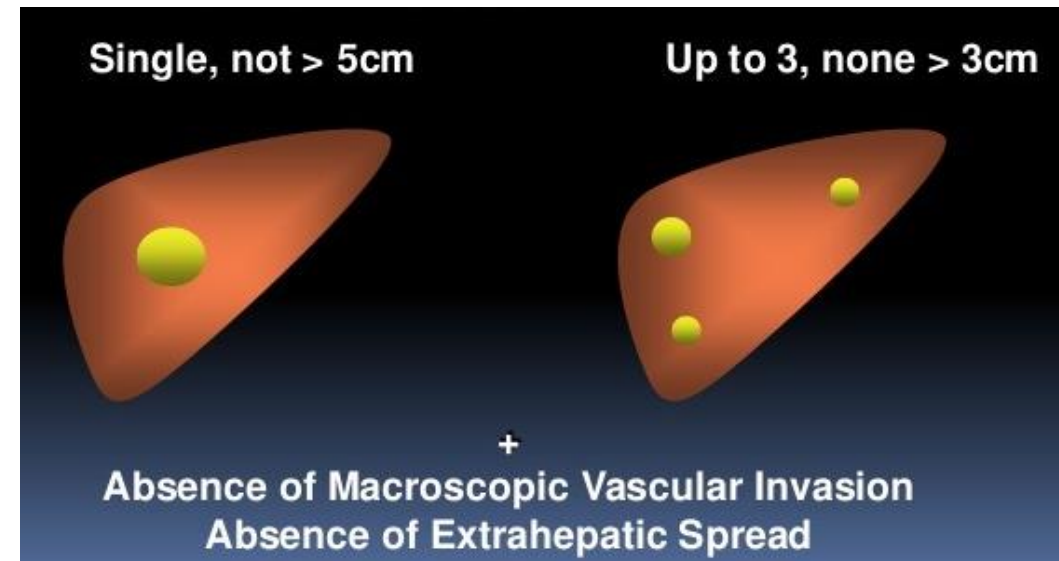 Single, not > 5cm
Up to 3, none > 3cm
+
Absence of Macroscopic Vascular Invasion
Absence of Extrahepatic Spread